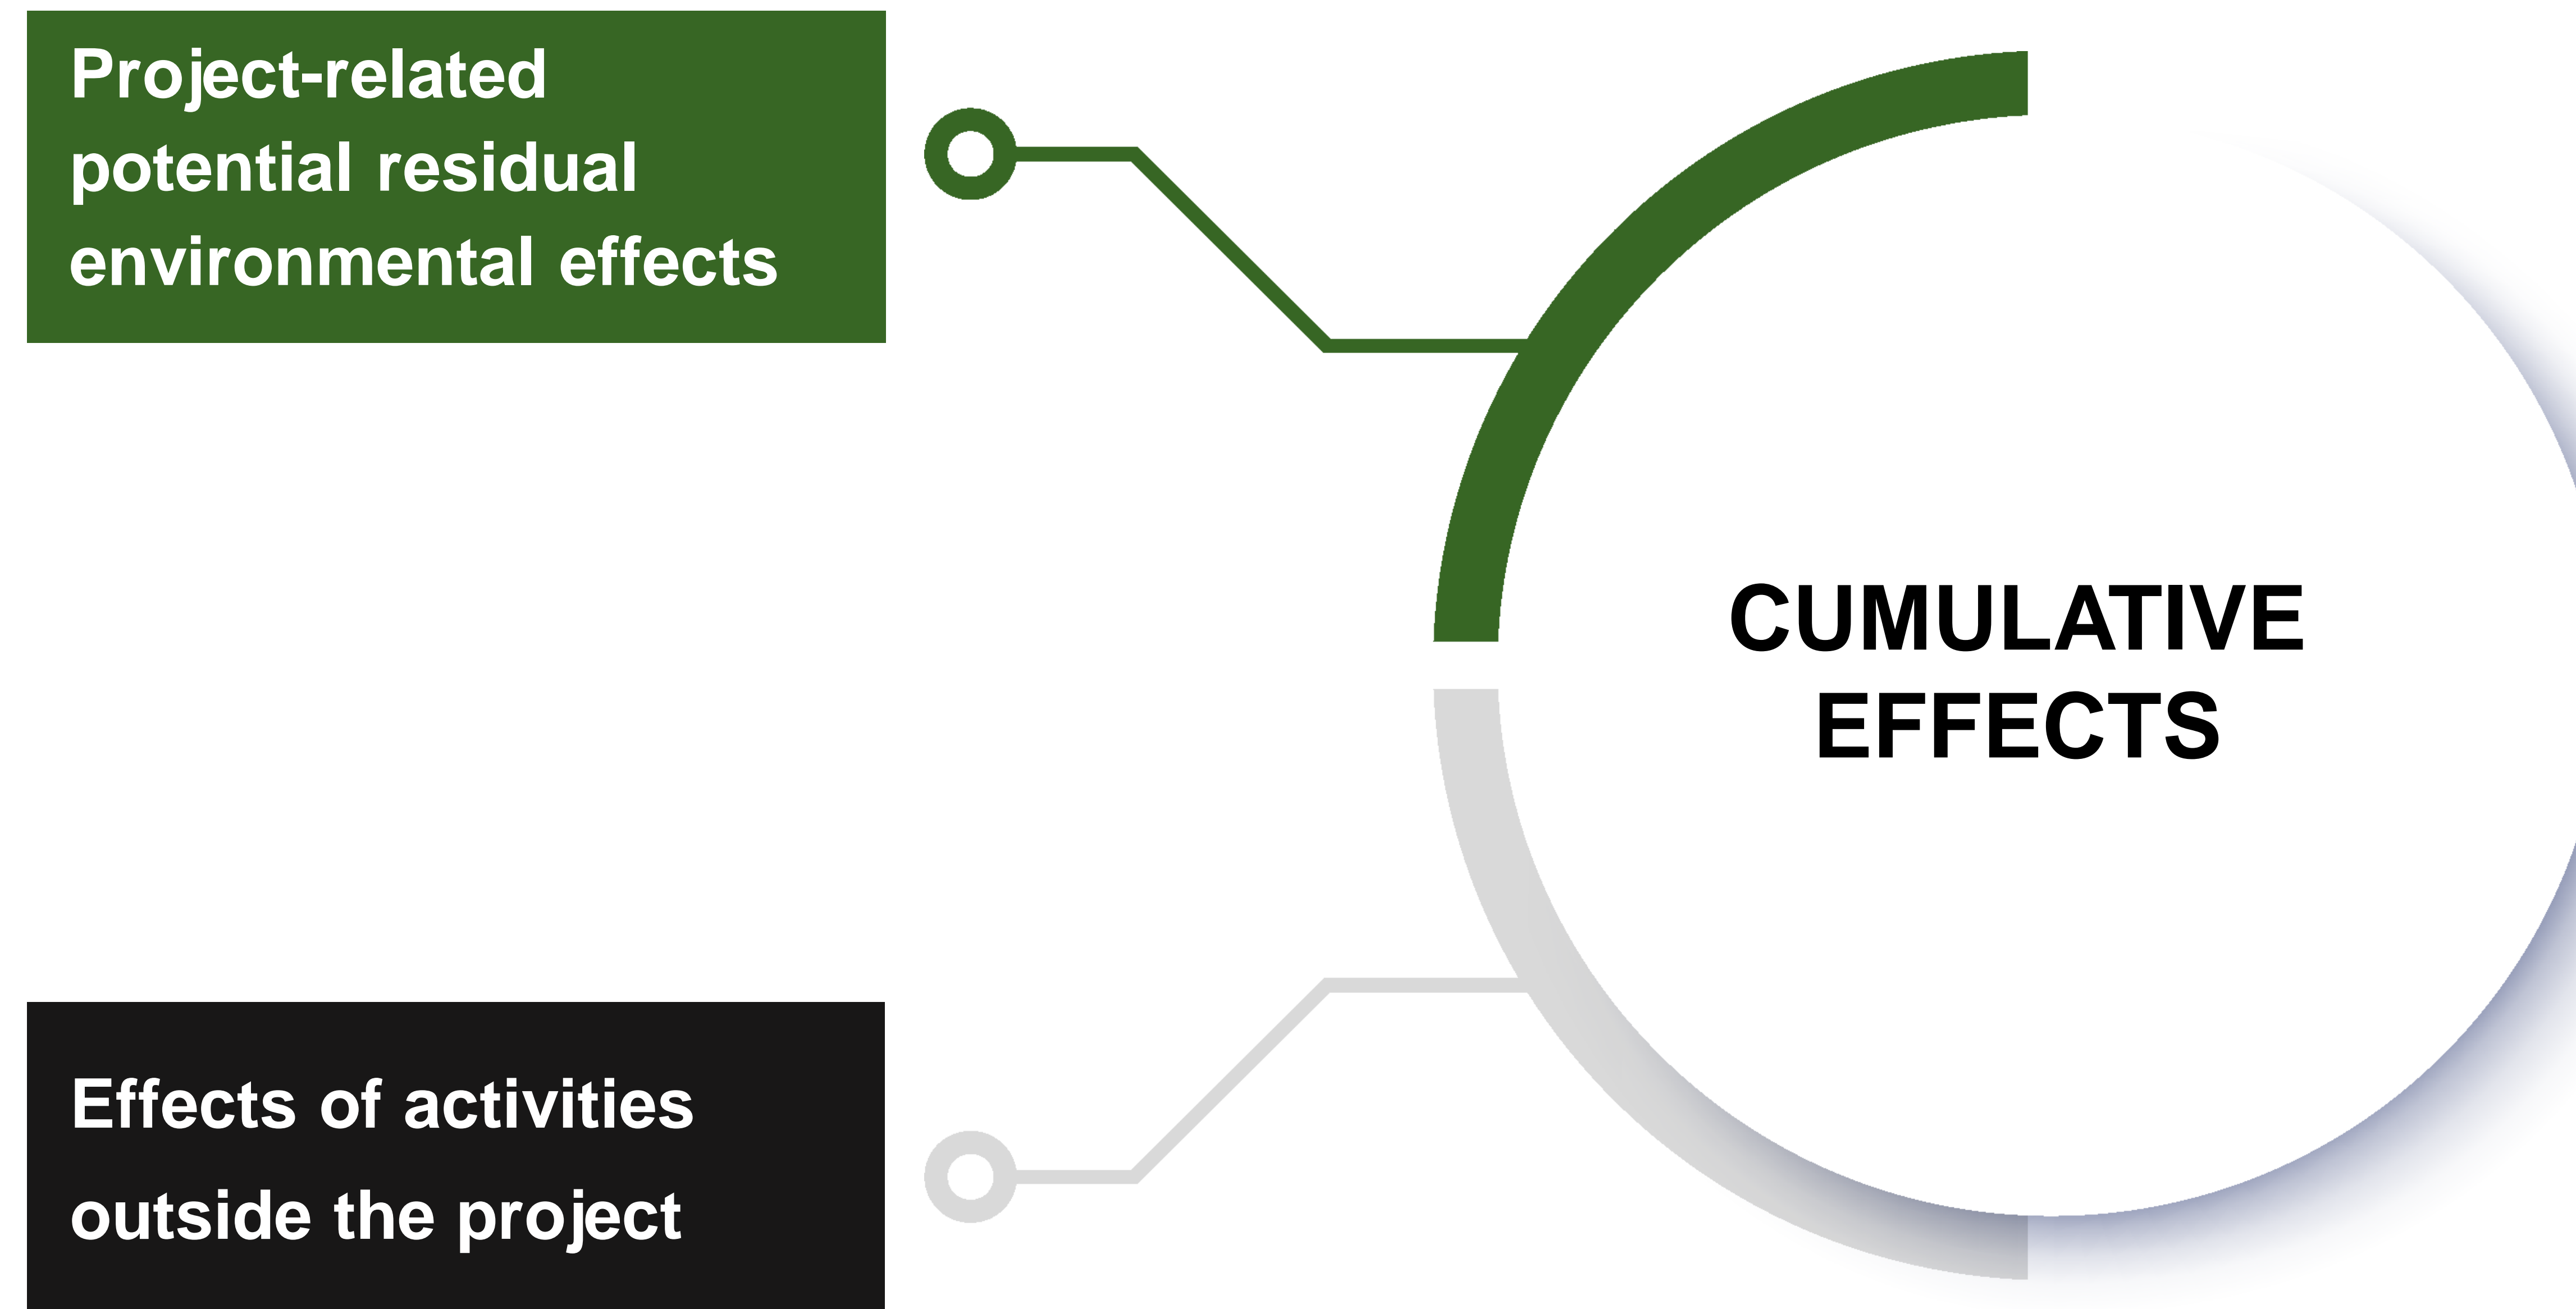 Project-related
potential residual
environmental effects
CUMULATIVE
EFFECTS
Effects of activities
outside the project